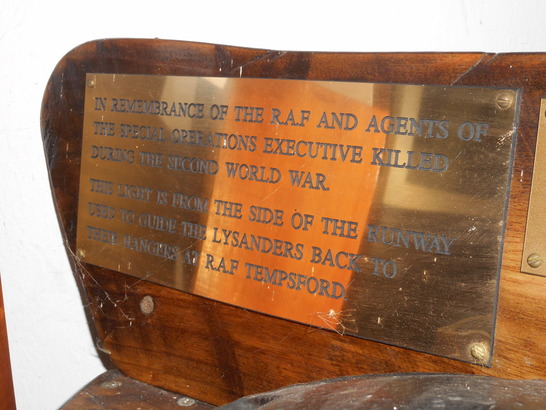 IN REMEMBRANCE OF THE R.A.F AND AGENTS OF
THE SPECIAL OPERATIONS EXECUTIVE KILLED
DURING THE SECOND WORLD WAR.
THIS LIGHT IS FROM THE SIDE OF THE RUNWAY
USED TO GUIDE THE LYSANDERS BACK TO
THEIR HANGERS AT RAF TEMPSFORD.